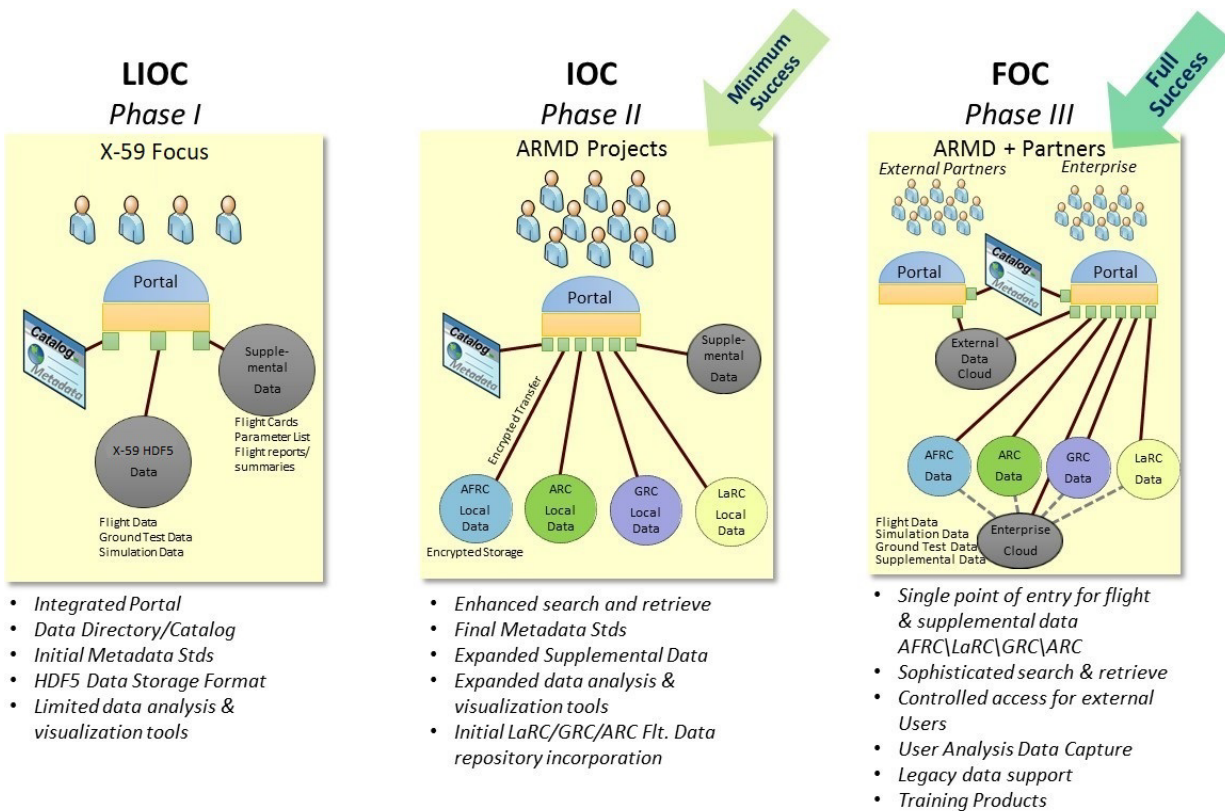 LIOC
Phase I
X-59 Focus
Portal
Catalog
Metadata
Supple-
mental
Data
Flight Cards
Parameter List
Flight reports/
summaries
X-59 HDF5
Data
Flight Data
Ground Test Data
Simulation Data
• Integrated Portal
• Data Directory/Catalog
• Initial Metadata Stds
• HDF5 Data Storage Format
• Limited data analysis &
visualization tools
Minimum
Success
IOC
Phase II
ARMD Projects
Portal
Catalog
Metadata
Supple-
mental
Data
Encrypted Transfer
AFRC
Local
Data
ARC
Local
Data
GRC
Local
Data
LaRC
Local
Data
Encrypted Storage
• Enhanced search and retrieve
• Final Metadata Stds
• Expanded Supplemental Data
• Expanded data analysis &
visualization tools
• Initial LaRC/GRC/ARC Flt. Data
repository incorporation
Full
Success
FOC
Phase III
ARMD + Partners
External Partners
Enterprise
Portal
Catalog
Metadata
Portal
External
Data
Cloud
AFRC
Data
ARC
Data
GRC
Data
LaRC
Data
Enterprise
Cloud
Flight Data
Simulation Data
Ground Test Data
Supplemental Data
• Single point of entry for flight
& supplemental data
AFRC\LaRC\GRC\ARC
• Sophisticated search & retrieve
• Controlled access for external
Users
• User Analysis Data Capture
• Legacy data support
• Training Products